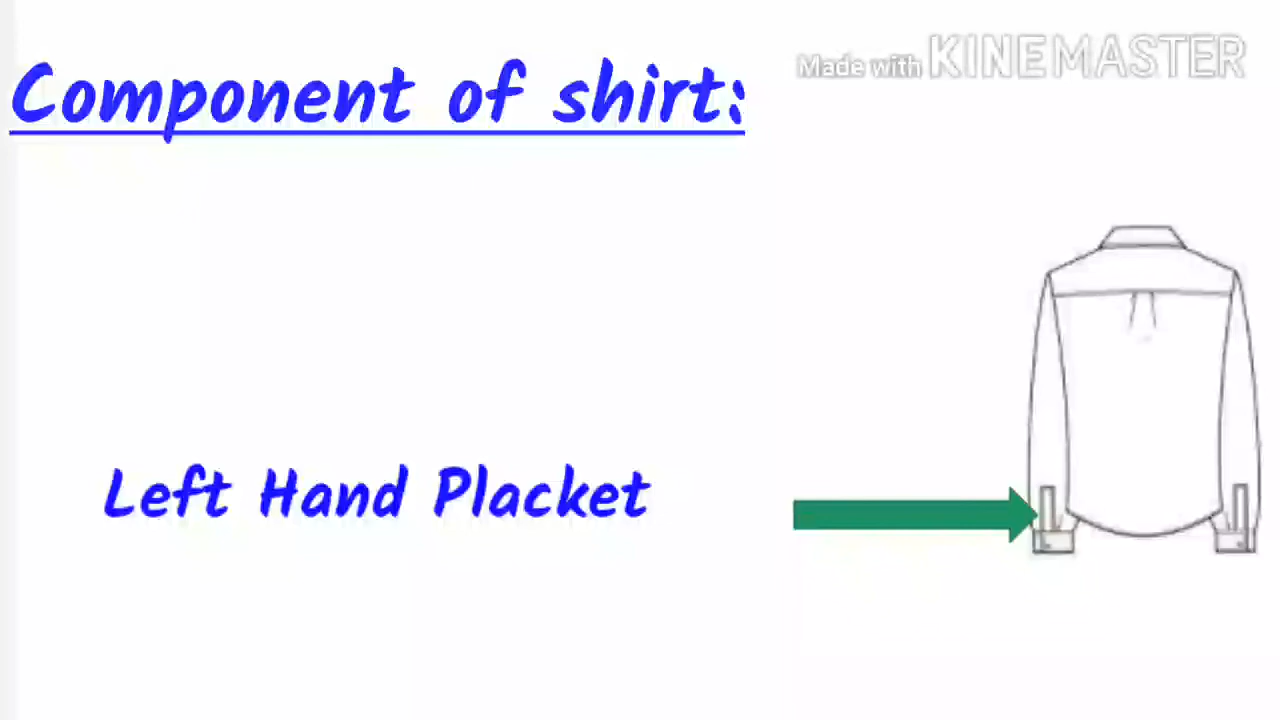 Component of shirt:
Made with KINEMASTER
Left Hand Placket